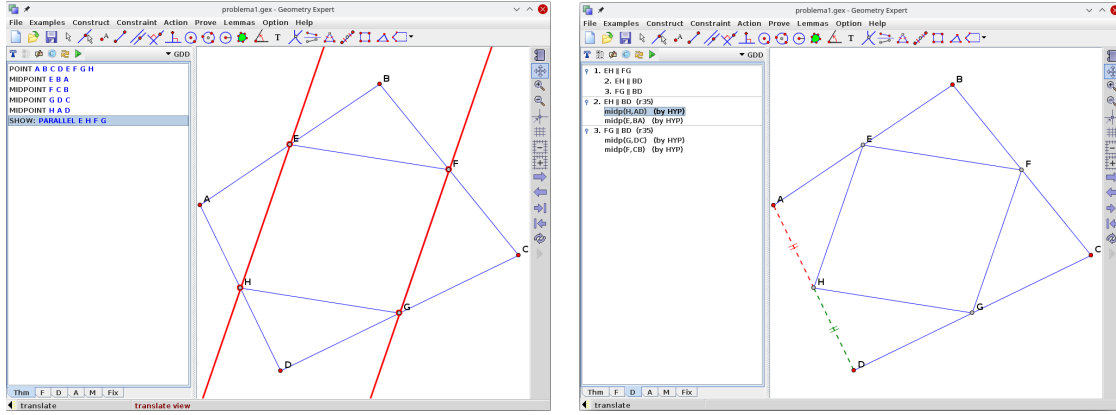 problema1.gex - Geometry Expert
File Examples Construct Constraint Action Prove Lemmas Option Help
A T
GDD
POINT A B C D E F G H
MIDPOINT E B A
MIDPOINT F C B
MIDPOINT G D C
MIDPOINT H A D
SHOW: PARALLEL E H F G
B
E
F
A
C
H
G
D
Thm F D A M Fix
translate translate view
problema1.gex - Geometry Expert
File Examples Construct Constraint Action Prove Lemmas Option Help
A T
GDD
1. EH ∥ FG
2. EH ∥ BD
3. FG ∥ BD
2. EH ∥ BD (r35)
midp(H,AD) (by HYP)
midp(E,BA) (by HYP)
3. FG ∥ BD (r35)
midp(G,DC) (by HYP)
midp(F,CB) (by HYP)
B
E
F
A
C
H
G
D
Thm F D A M Fix
translate